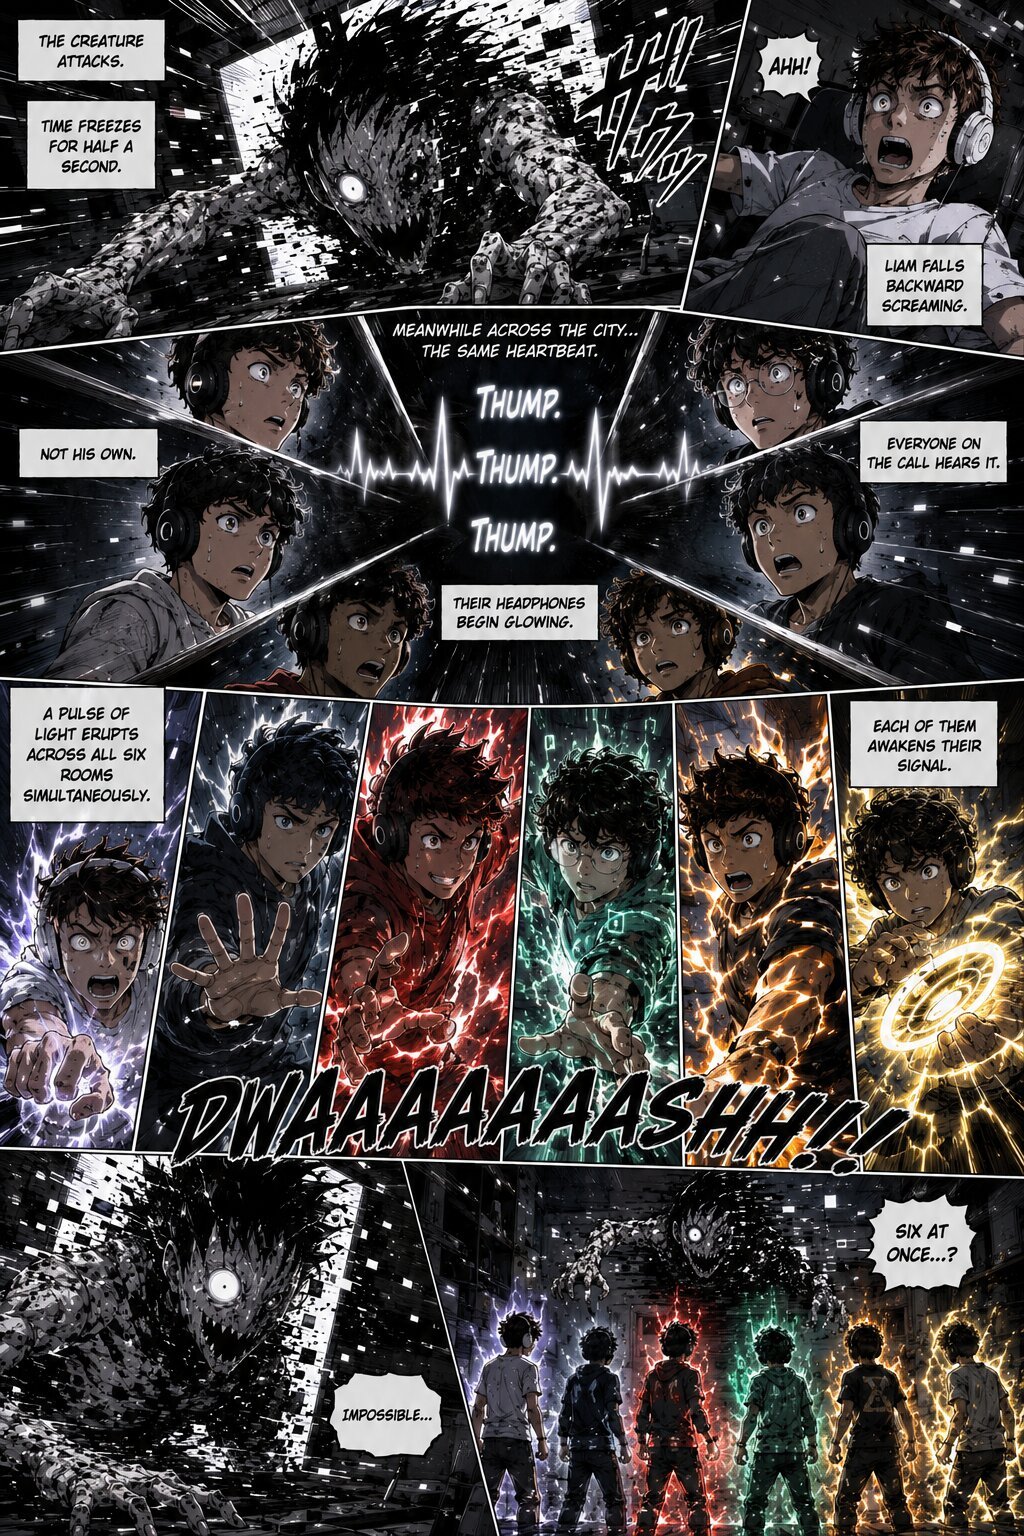 THE CREATURE
ATTACKS.
TIME FREEZES
FOR HALF A
SECOND.
AHH!
LIAM FALLS
BACKWARD
SCREAMING.
MEANWHILE ACROSS THE CITY...
THE SAME HEARTBEAT.
THUMP.
THUMP.
THUMP.
NOT HIS OWN.
EVERYONE ON
THE CALL HEARS IT.
THEIR HEADPHONES
BEGIN GLOWING.
A PULSE OF
LIGHT ERUPTS
ACROSS ALL SIX
ROOMS
SIMULTANEOUSLY.
EACH OF THEM
AWAKENS THEIR
SIGNAL.
DWAAAAAAAASHH!!
IMPOSSIBLE...
SIX AT
ONCE...?